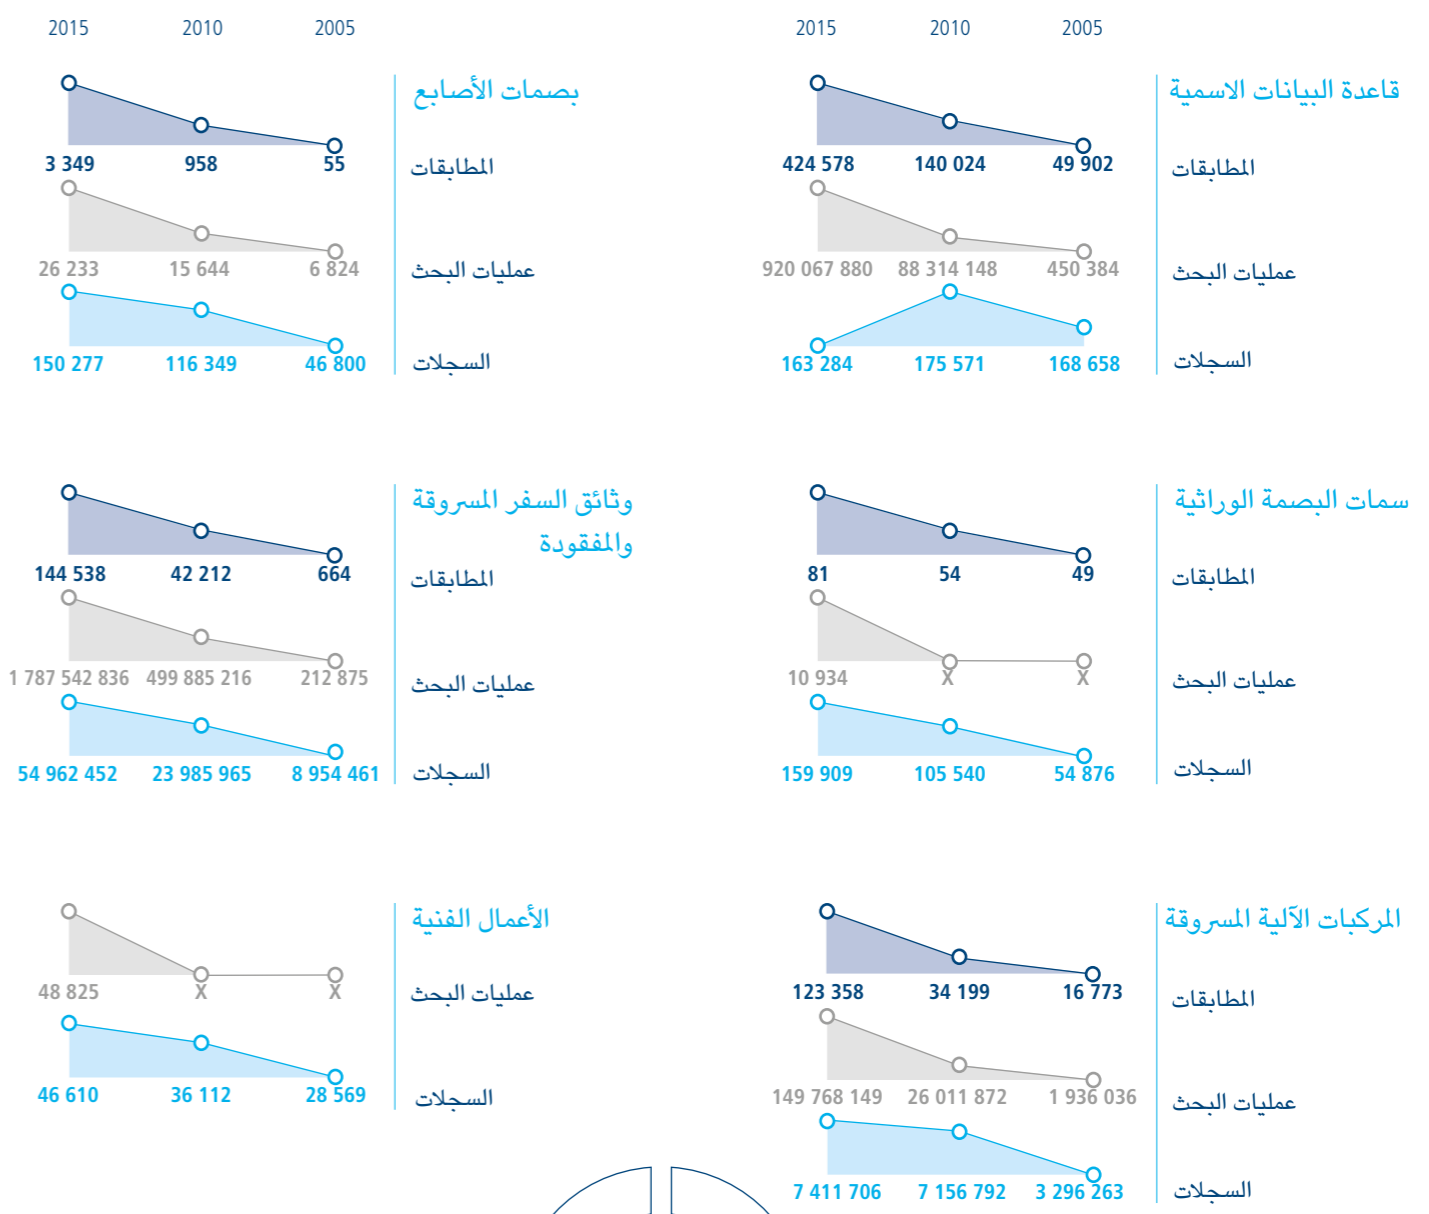 2005 2010 2015
قاعدة البيانات الاسمية
المطابقات
49 902 140 024 424 578
عمليات البحث
450 384 88 314 148 920 067 880
السجلات
168 658 175 571 163 284
سمات البصمة الوراثية
المطابقات
49 54 81
عمليات البحث
X X 10 934
السجلات
54 876 105 540 159 909
المركبات الآلية المسروقة
المطابقات
16 773 34 199 123 358
عمليات البحث
1 936 036 26 011 872 149 768 149
السجلات
3 296 263 7 156 792 7 411 706
2005 2010 2015
بصمات الأصابع
المطابقات
55 958 3 349
عمليات البحث
6 824 15 644 26 233
السجلات
46 800 116 349 150 277
وثائق السفر المسروقة
والمفقودة
المطابقات
664 42 212 144 538
عمليات البحث
212 875 499 885 216 1 787 542 836
السجلات
8 954 461 23 985 965 54 962 452
الأعمال الفنية
عمليات البحث
X X 48 825
السجلات
28 569 36 112 46 610